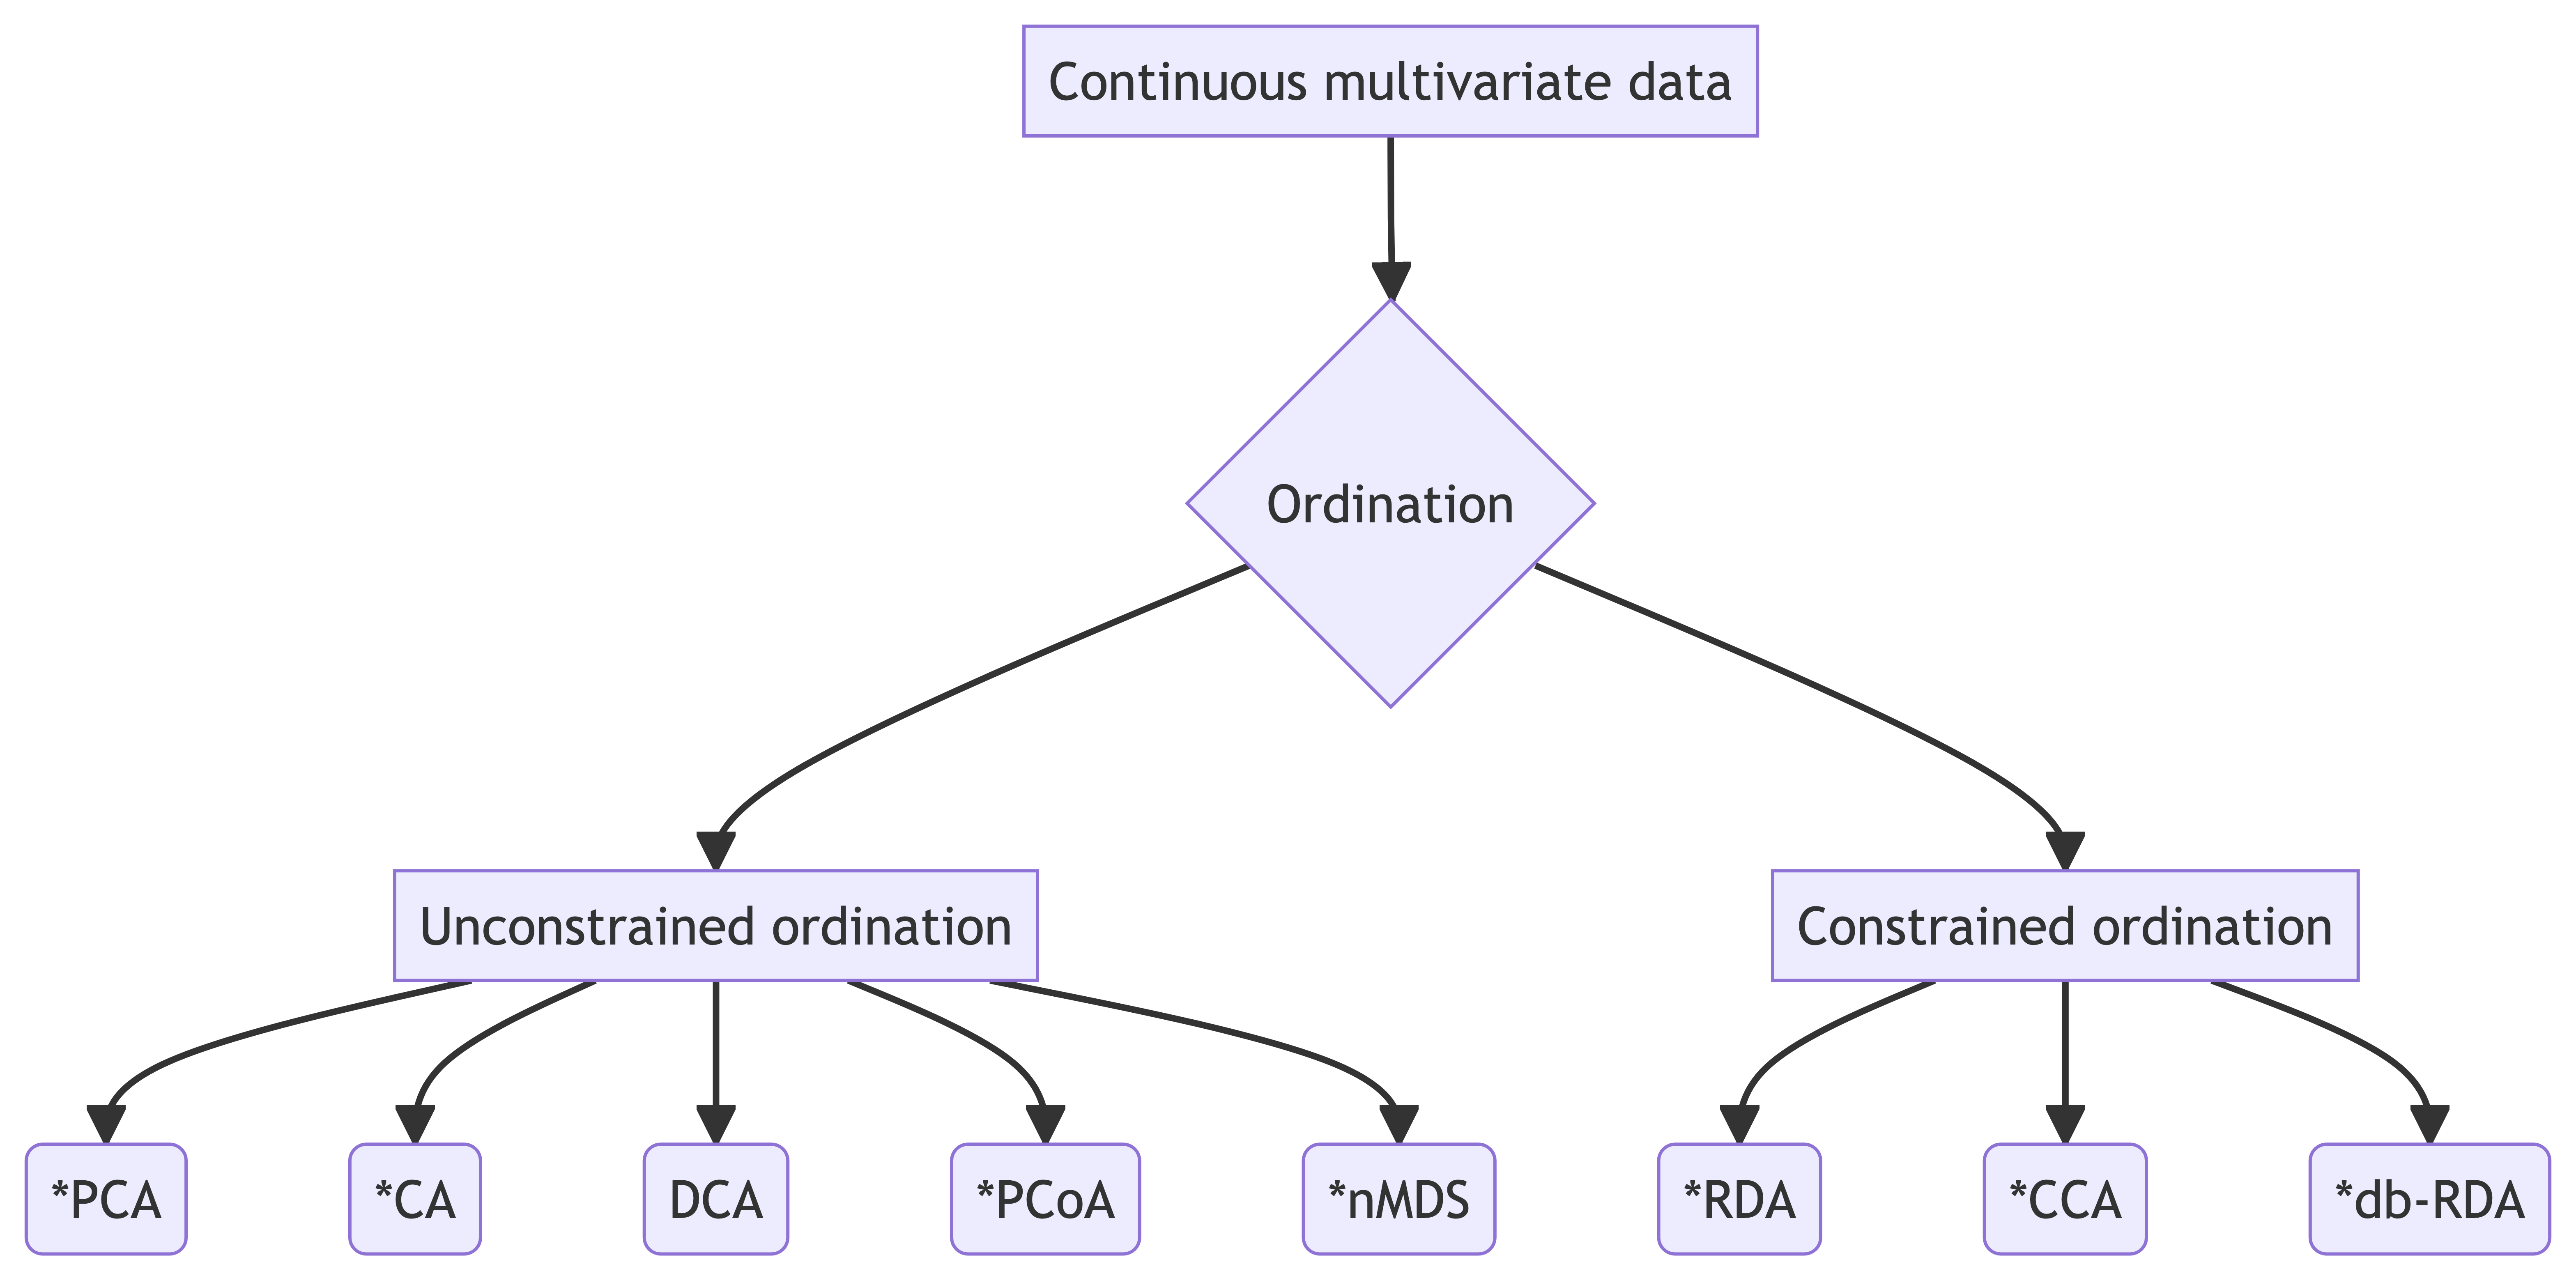 Continuous multivariate data
Ordination
Unconstrained ordination
Constrained ordination
*PCA
*CA
DCA
*PCoA
*nMDS
*RDA
*CCA
*db-RDA